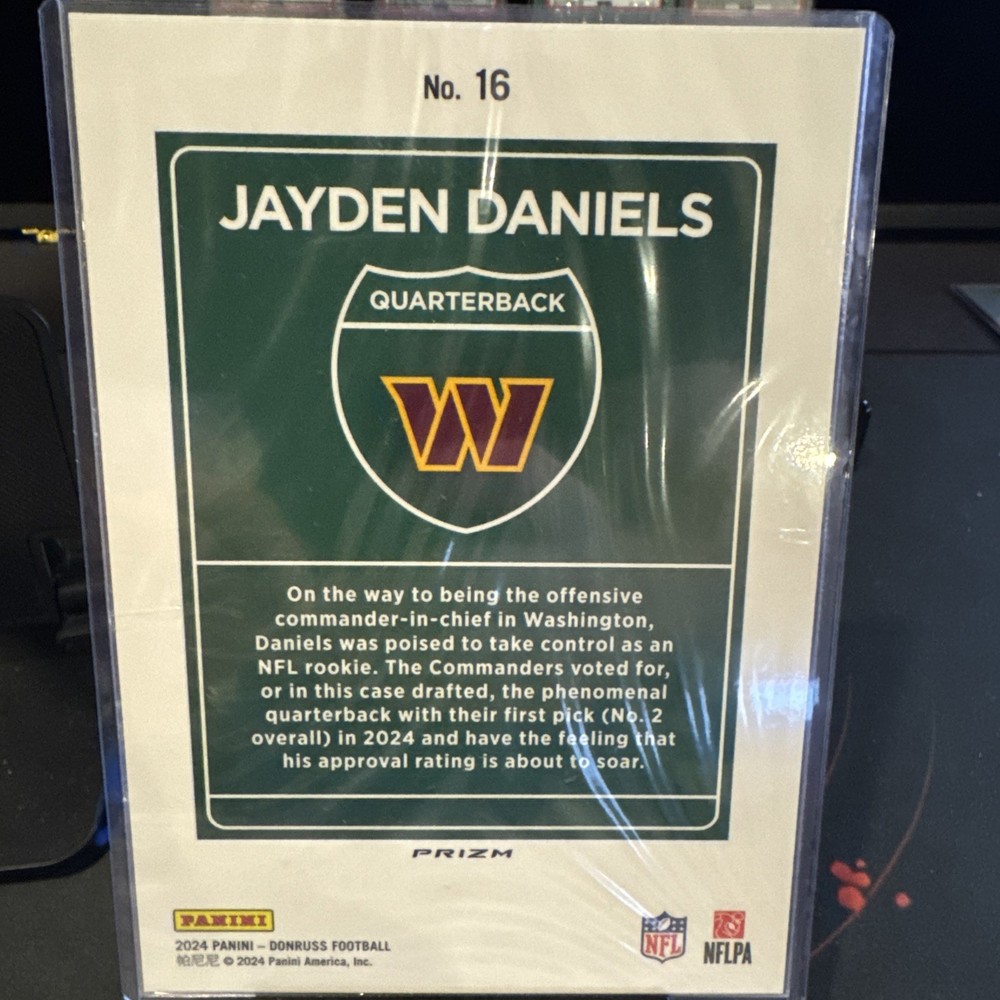 No. 16
JAYDEN DANIELS
QUARTERBACK
W
On the way to being the offensive
commander-in-chief in Washington,
Daniels was poised to take control as an
NFL rookie. The Commanders voted for,
or in this case drafted, the phenomenal
quarterback with their first pick (No. 2
overall) in 2024 and have the feeling that
his approval rating is about to soar.
PRIZM
PANINI
2024 PANINI – DONRUSS FOOTBALL
帕尼尼 © 2024 Panini America, Inc.
NFL
NFLPA